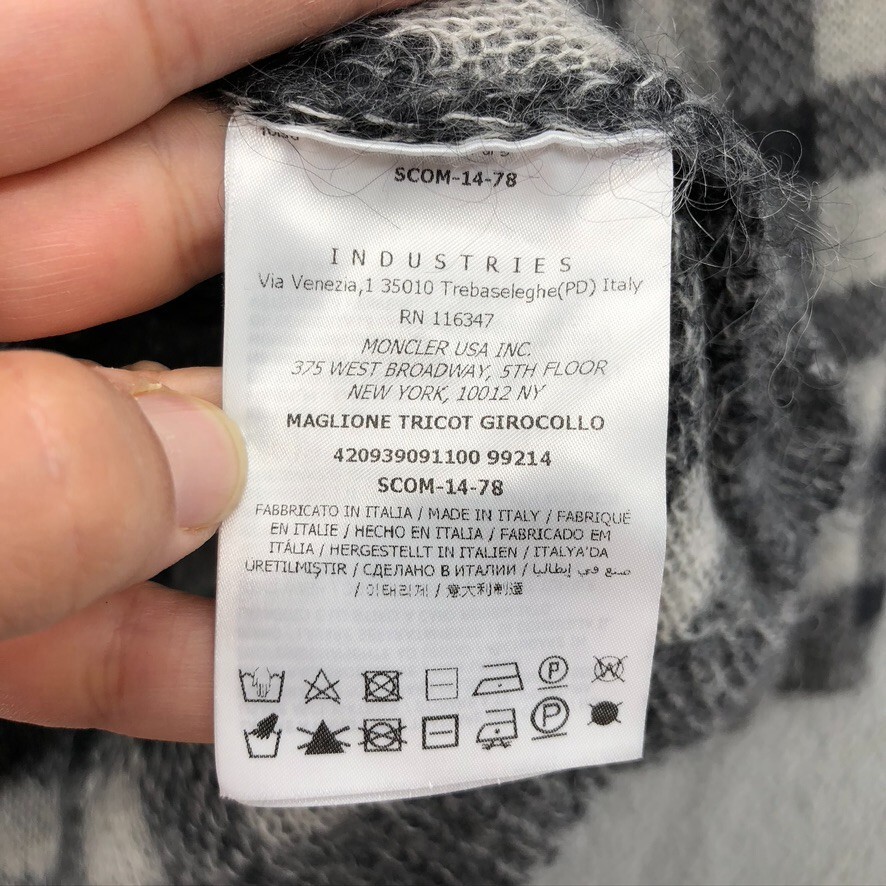 SCOM-14-78
INDUSTRIES
Via Venezia,1 35010 Trebaseleghe(PD) Italy
RN 116347
MONCLER USA INC.
375 WEST BROADWAY, 5TH FLOOR
NEW YORK, 10012 NY
MAGLIONE TRICOT GIROCOLLO
420939091100 99214
SCOM-14-78
FABBRICATO IN ITALIA / MADE IN ITALY / FABRIQUÉ
EN ITALIE / HECHO EN ITALIA / FABRICADO EM
ITÁLIA / HERGESTELLT IN ITALIEN / ITALYA'DA
ÜRETILMIŞTIR / СДЕЛАНО В ИТАЛИИ / صنع في إيطاليا
/ 이태리제 / 意大利制造
P W
P